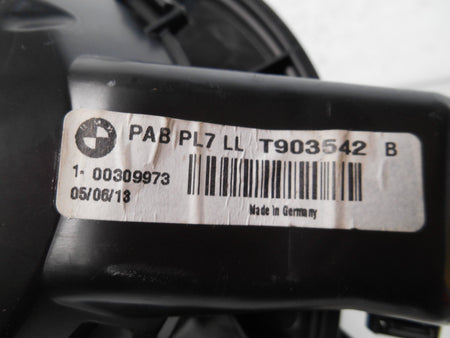 PAB PL7 LL T903542 B
1- 00309973
05/06/13
Made in Germany